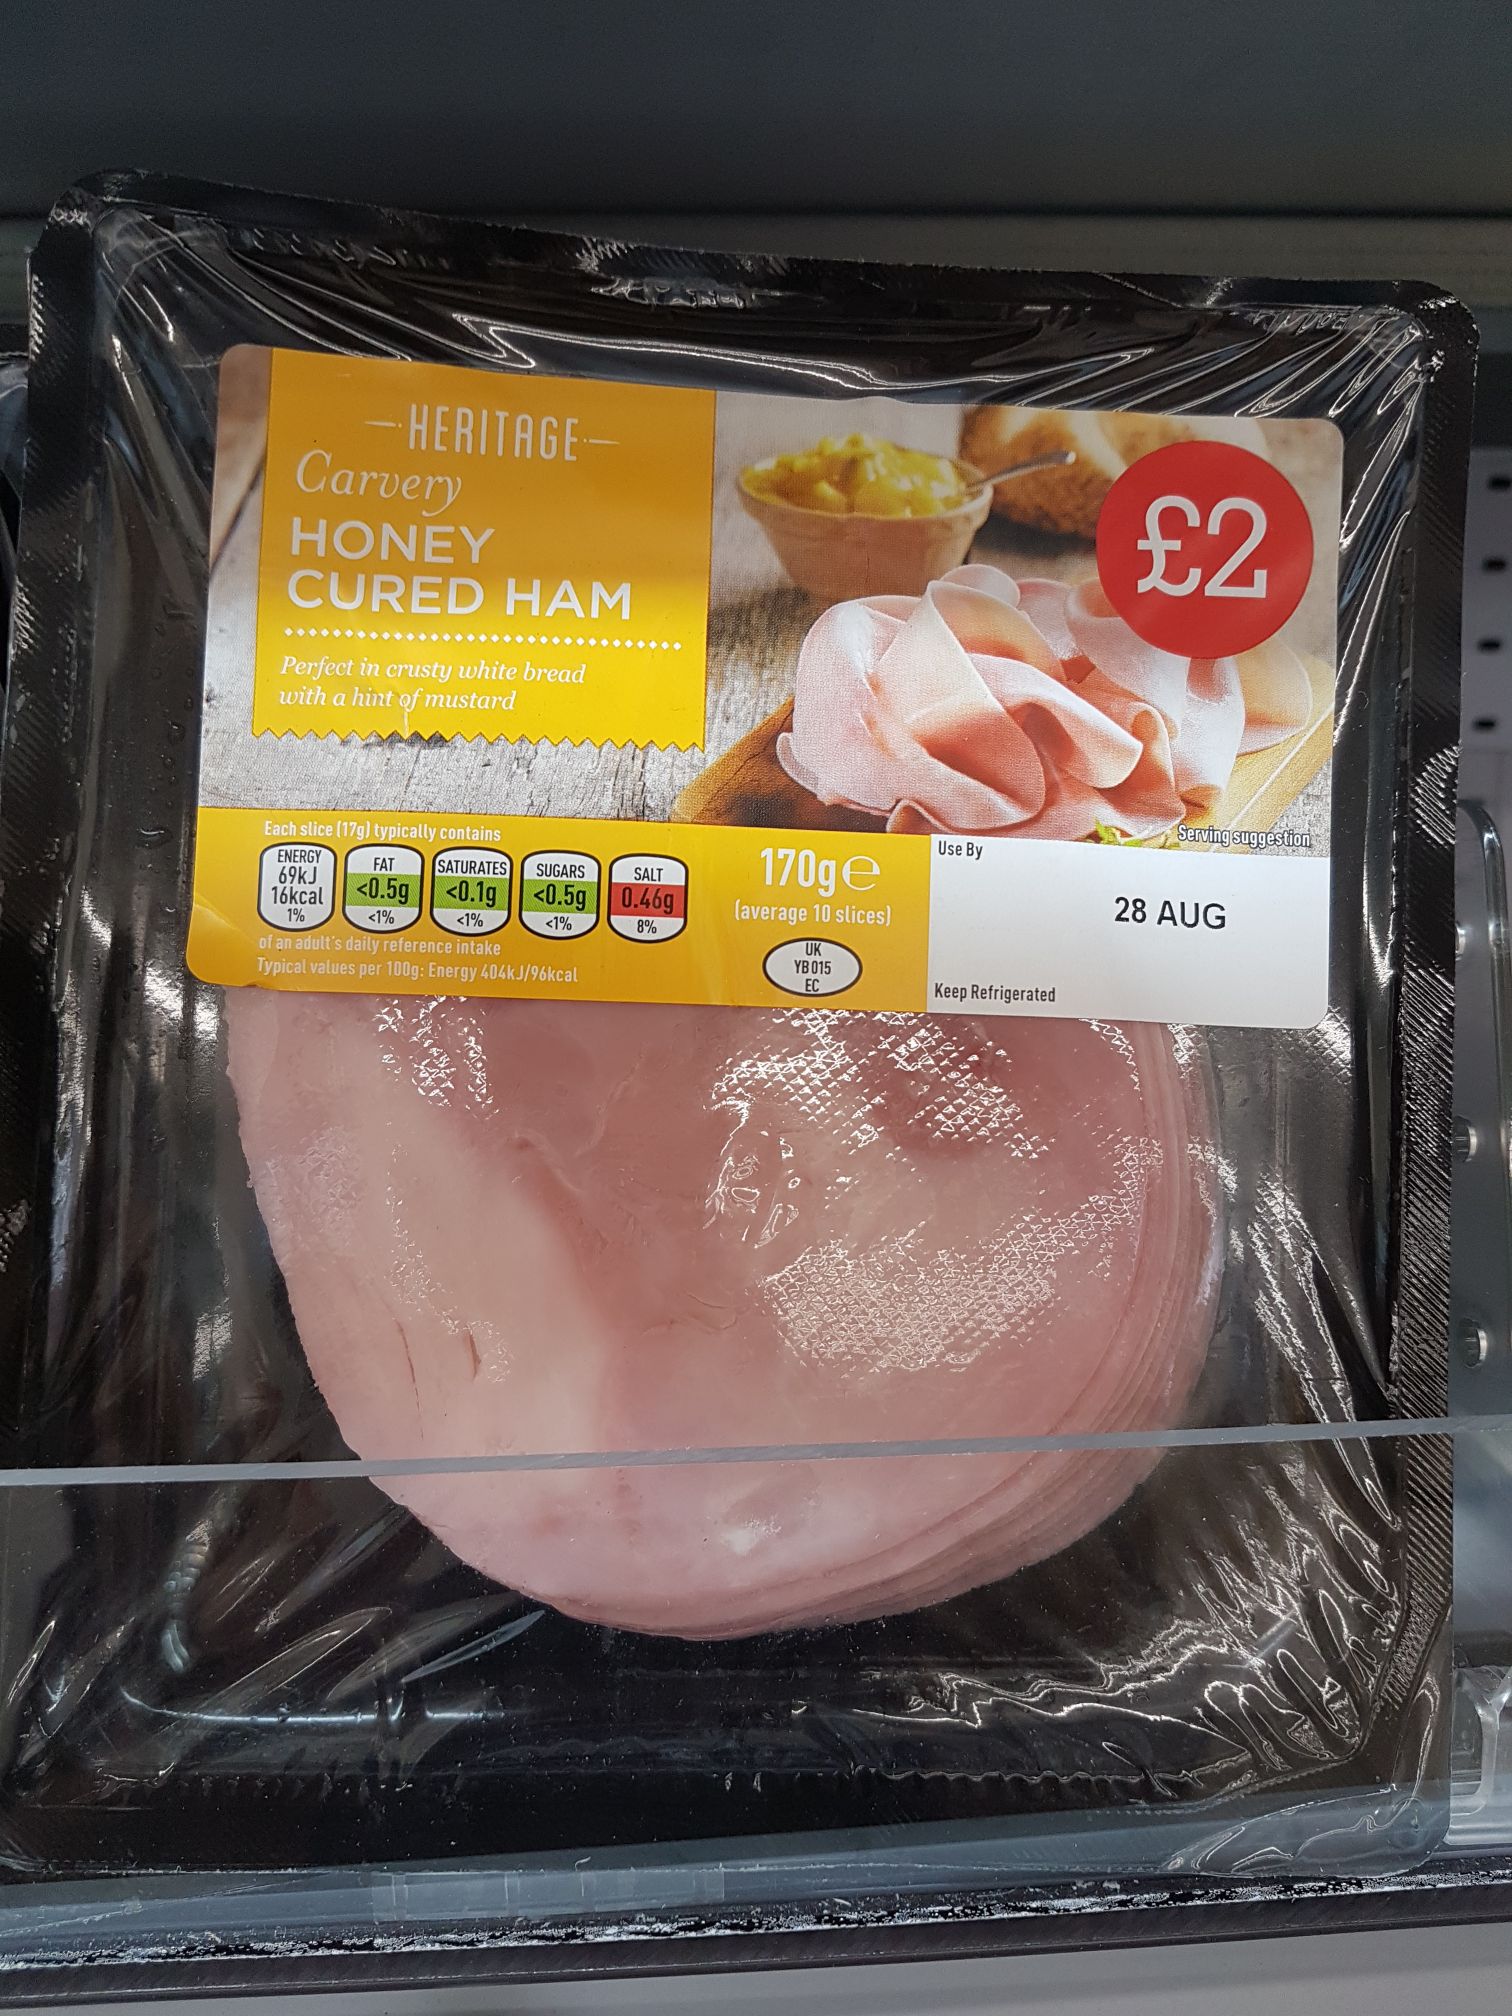 HERITAGE
Carvery
HONEY
CURED HAM
Perfect in crusty white bread
with a hint of mustard
£2
Serving suggestion
Each slice (17g) typically contains
ENERGY
69kJ
16kcal
1%
FAT
<0.5g
<1%
SATURATES
<0.1g
<1%
SUGARS
<0.5g
<1%
SALT
0.46g
8%
of an adult's daily reference intake
Typical values per 100g: Energy 404kJ/96kcal
170g e
(average 10 slices)
UK
YB015
EC
Use By
28 AUG
Keep Refrigerated